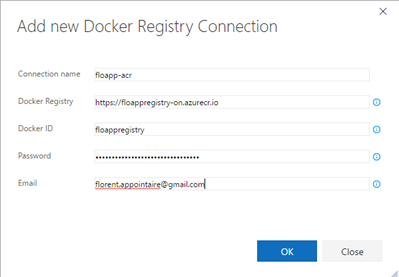 Add new Docker Registry Connection
Connection name floapp-acr
Docker Registry https://floappregistry-on.azurecr.io
Docker ID floappregistry
Password ••••••••••••••••••••••••••••••••
Email florent.appointaire@gmail.com
OK Close